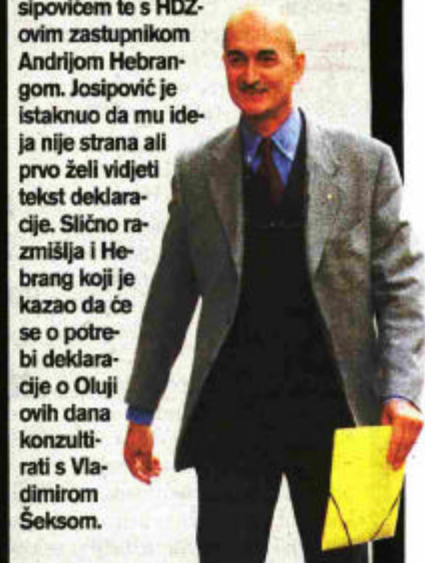 sipovićem te s HDZ-
ovim zastupnikom
Andrijom Hebran-
gom. Josipović je
istaknuo da mu ide-
ja nije strana ali
prvo želi vidjeti
tekst deklara-
cije. Slično ra-
zmišlja i He-
brang koji je
kazao da će
se o potre-
bi deklara-
cije o Oluji
ovih dana
konzulti-
rati s Vla-
dimirom
Šeksom.